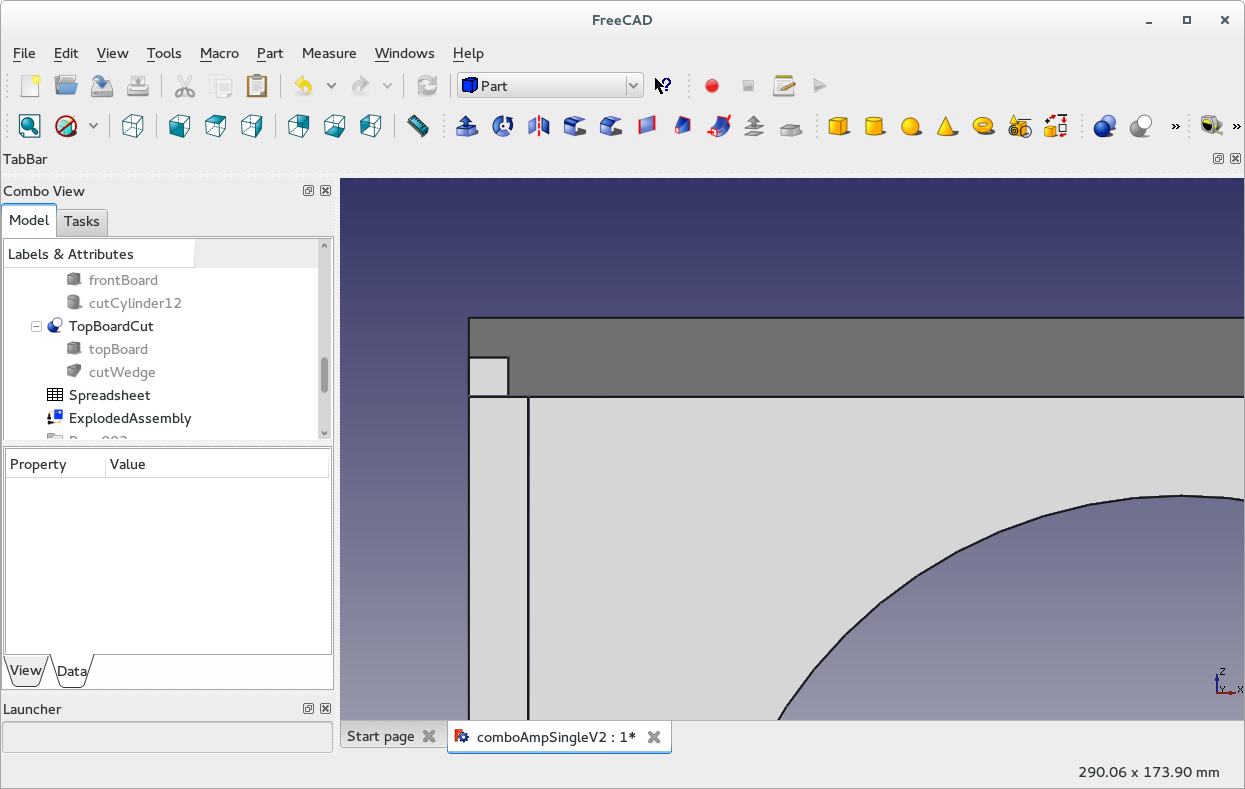 FreeCAD
File Edit View Tools Macro Part Measure Windows Help
Part
TabBar
Combo View
Model Tasks
Labels & Attributes
frontBoard
cutCylinder12
TopBoardCut
topBoard
cutWedge
Spreadsheet
ExplodedAssembly
Property Value
View Data
Launcher
Z
Y X
Start page comboAmpSingleV2 : 1*
290.06 x 173.90 mm